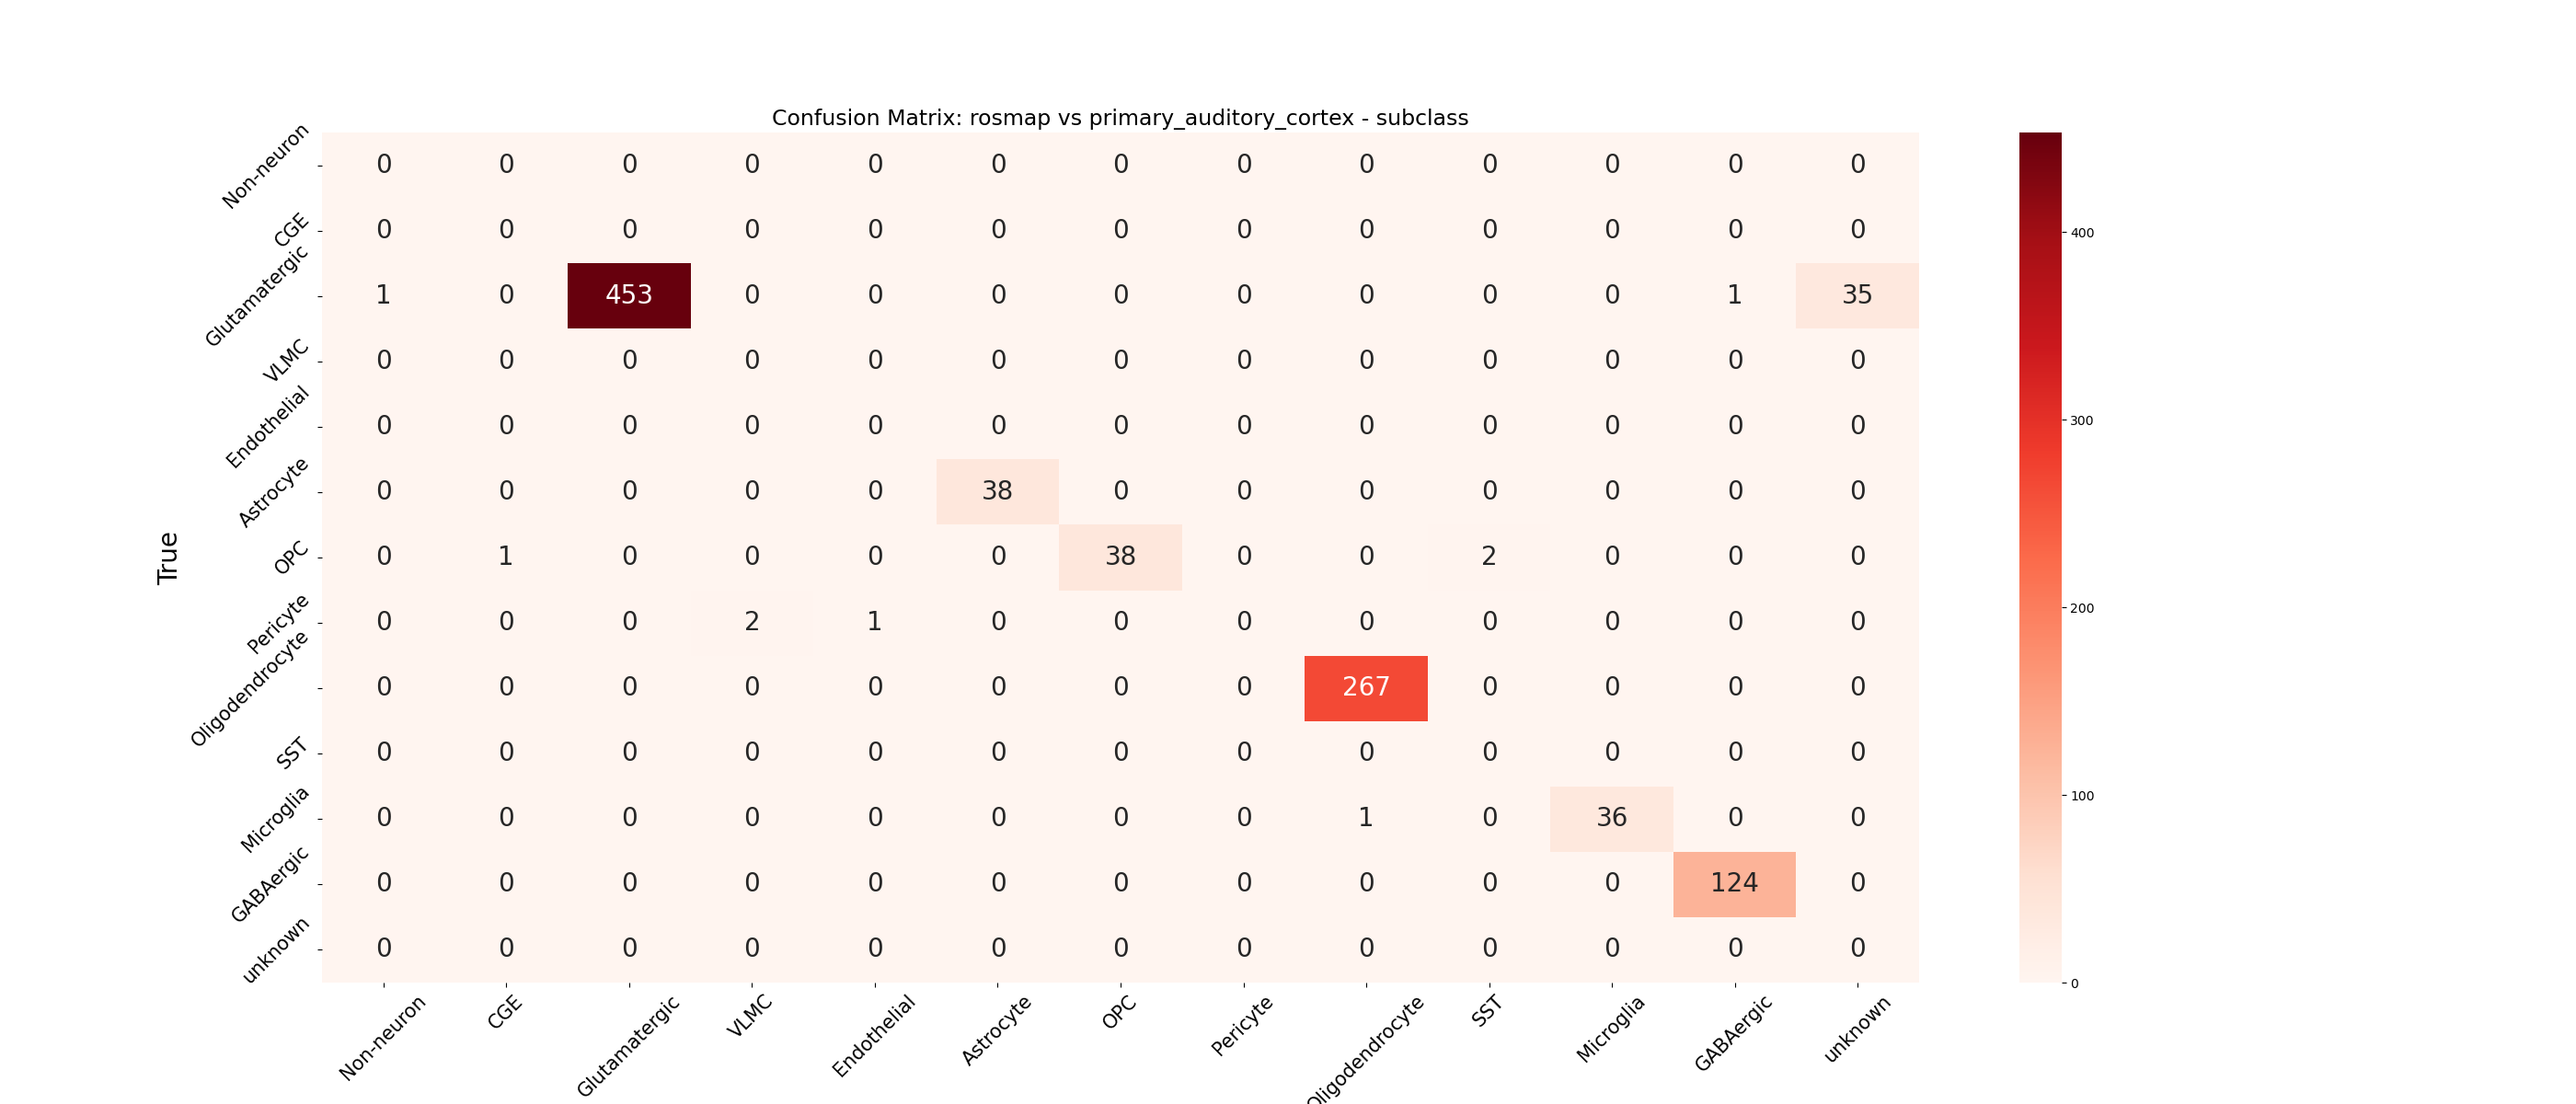 Confusion Matrix: rosmap vs primary_auditory_cortex - subclass
True
Non-neuron 0 0 0 0 0 0 0 0 0 0 0 0 0
CGE 0 0 0 0 0 0 0 0 0 0 0 0 0
Glutamatergic 1 0 453 0 0 0 0 0 0 0 0 1 35
VLMC 0 0 0 0 0 0 0 0 0 0 0 0 0
Endothelial 0 0 0 0 0 0 0 0 0 0 0 0 0
Astrocyte 0 0 0 0 0 38 0 0 0 0 0 0 0
OPC 0 1 0 0 0 0 38 0 0 2 0 0 0
Pericyte 0 0 0 2 1 0 0 0 0 0 0 0 0
Oligodendrocyte 0 0 0 0 0 0 0 0 267 0 0 0 0
SST 0 0 0 0 0 0 0 0 0 0 0 0 0
Microglia 0 0 0 0 0 0 0 0 1 0 36 0 0
GABAergic 0 0 0 0 0 0 0 0 0 0 0 124 0
unknown 0 0 0 0 0 0 0 0 0 0 0 0 0
Non-neuron CGE Glutamatergic VLMC Endothelial Astrocyte OPC Pericyte Oligodendrocyte SST Microglia GABAergic unknown
400
300
200
100
0